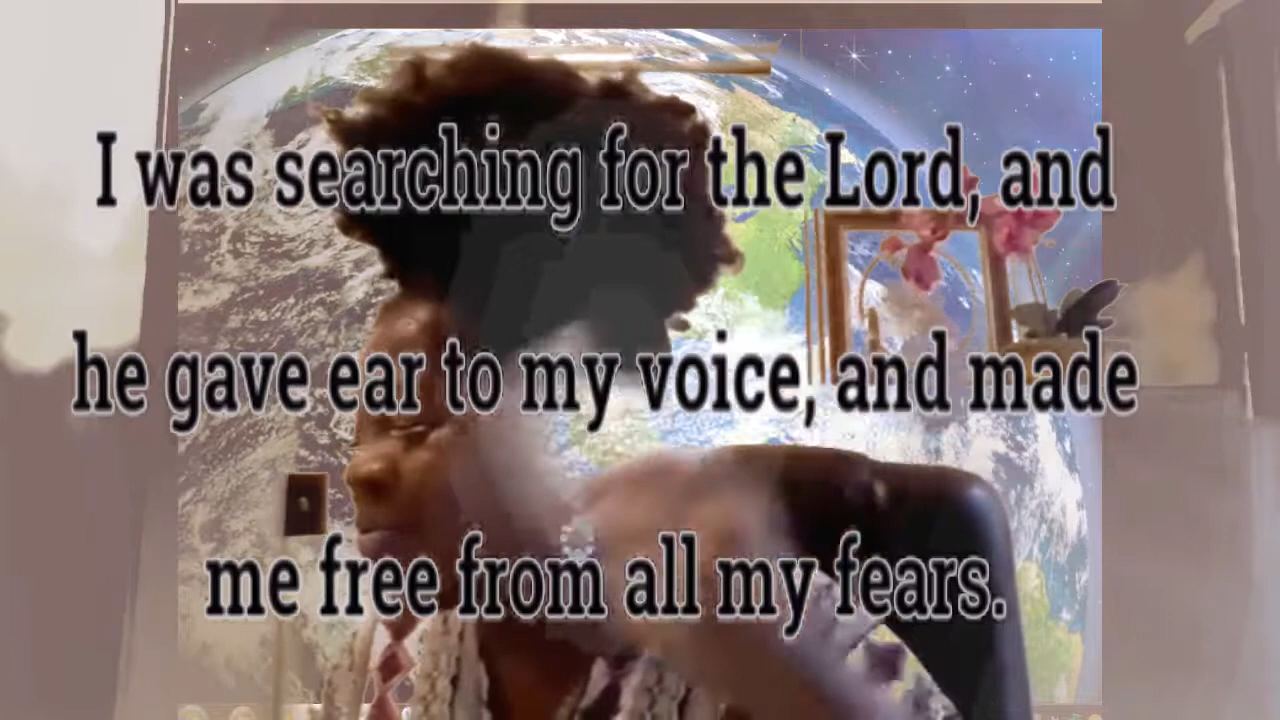 I was searching for the Lord, and
he gave ear to my voice, and made
me free from all my fears.